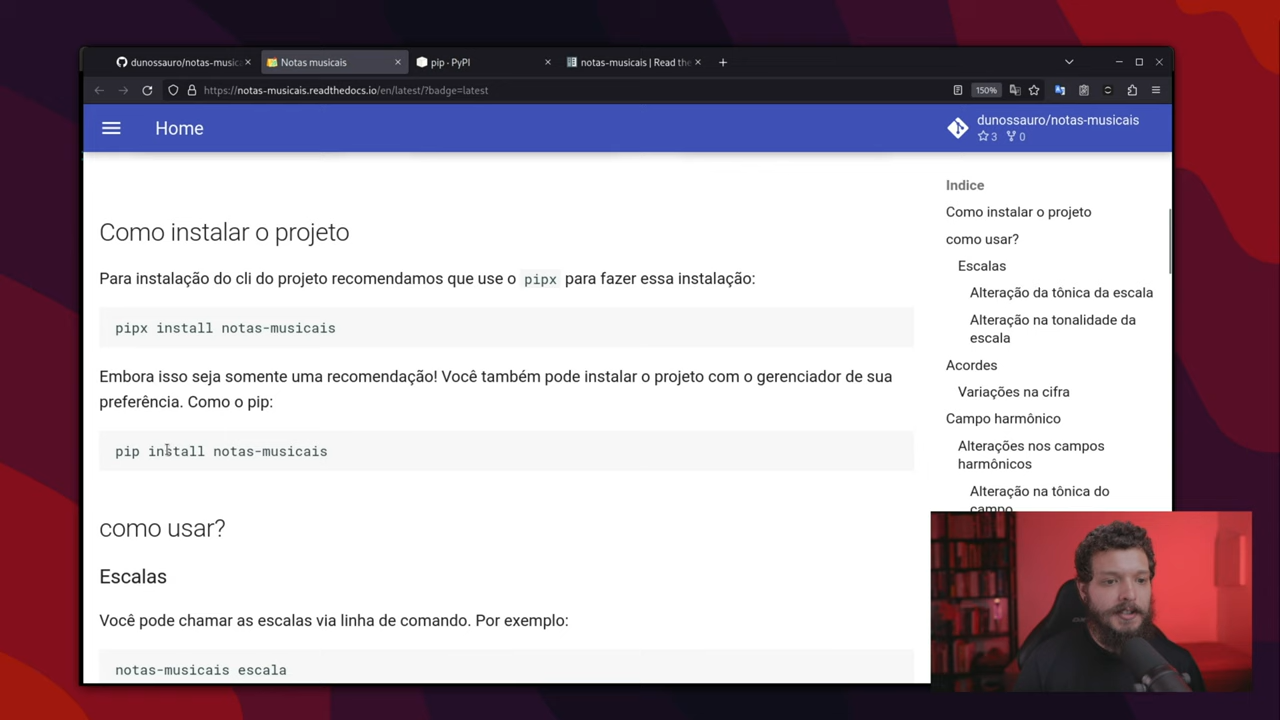 dunossauro/notas-musica
Notas musicais
pip · PyPI
notas-musicais | Read the
https://notas-musicais.readthedocs.io/en/latest/?badge=latest
150%
Home
dunossauro/notas-musicais
3 0
Como instalar o projeto
Para instalação do cli do projeto recomendamos que use o pipx para fazer essa instalação:
pipx install notas-musicais
Embora isso seja somente uma recomendação! Você também pode instalar o projeto com o gerenciador de sua
preferência. Como o pip:
pip install notas-musicais
como usar?
Escalas
Você pode chamar as escalas via linha de comando. Por exemplo:
notas-musicais escala
Indice
Como instalar o projeto
como usar?
Escalas
Alteração da tônica da escala
Alteração na tonalidade da
escala
Acordes
Variações na cifra
Campo harmônico
Alterações nos campos
harmônicos
Alteração na tônica do
campo